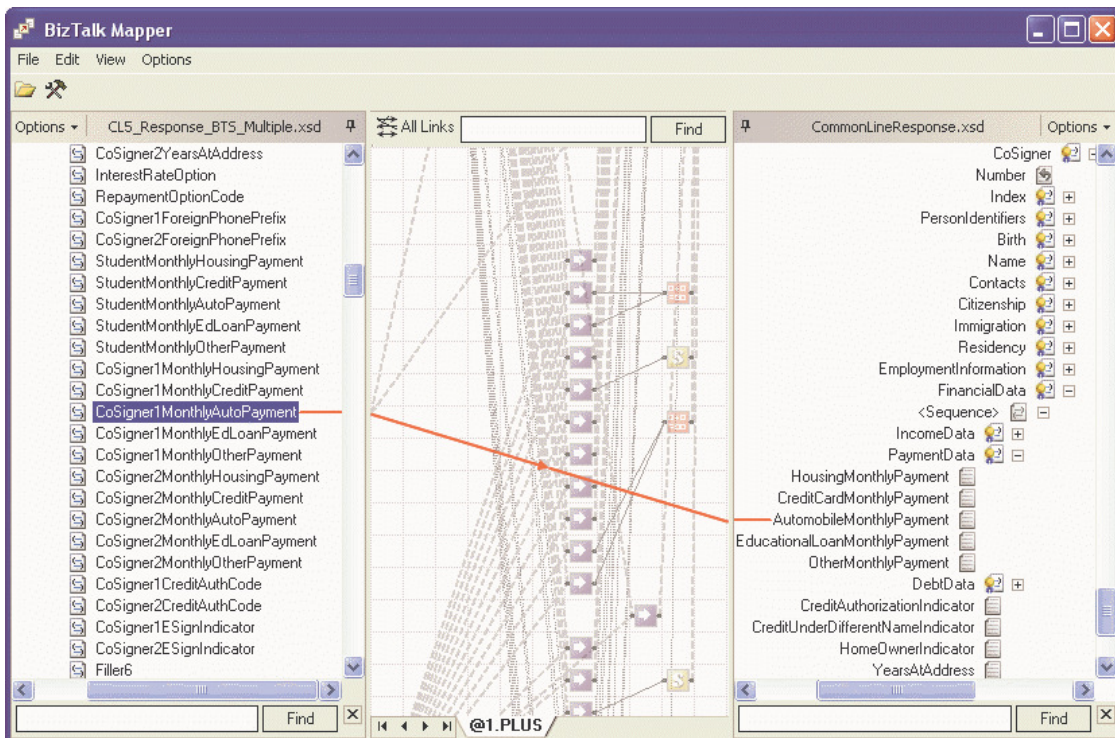 BizTalk Mapper
File Edit View Options
Options CL5_Response_BTS_Multiple.xsd
CoSigner2YearsAtAddress
InterestRateOption
RepaymentOptionCode
CoSigner1ForeignPhonePrefix
CoSigner2ForeignPhonePrefix
StudentMonthlyHousingPayment
StudentMonthlyCreditPayment
StudentMonthlyAutoPayment
StudentMonthlyEdLoanPayment
StudentMonthlyOtherPayment
CoSigner1MonthlyHousingPayment
CoSigner1MonthlyCreditPayment
CoSigner1MonthlyAutoPayment
CoSigner1MonthlyEdLoanPayment
CoSigner1MonthlyOtherPayment
CoSigner2MonthlyHousingPayment
CoSigner2MonthlyCreditPayment
CoSigner2MonthlyAutoPayment
CoSigner2MonthlyEdLoanPayment
CoSigner2MonthlyOtherPayment
CoSigner1CreditAuthCode
CoSigner2CreditAuthCode
CoSigner1ESignIndicator
CoSigner2ESignIndicator
Filler6
Find
All Links Find
@1.PLUS
CommonLineResponse.xsd Options
CoSigner
Number
Index
PersonIdentifiers
Birth
Name
Contacts
Citizenship
Immigration
Residency
EmploymentInformation
FinancialData
<Sequence>
IncomeData
PaymentData
HousingMonthlyPayment
CreditCardMonthlyPayment
AutomobileMonthlyPayment
EducationalLoanMonthlyPayment
OtherMonthlyPayment
DebtData
CreditAuthorizationIndicator
CreditUnderDifferentNameIndicator
HomeOwnerIndicator
YearsAtAddress
Find